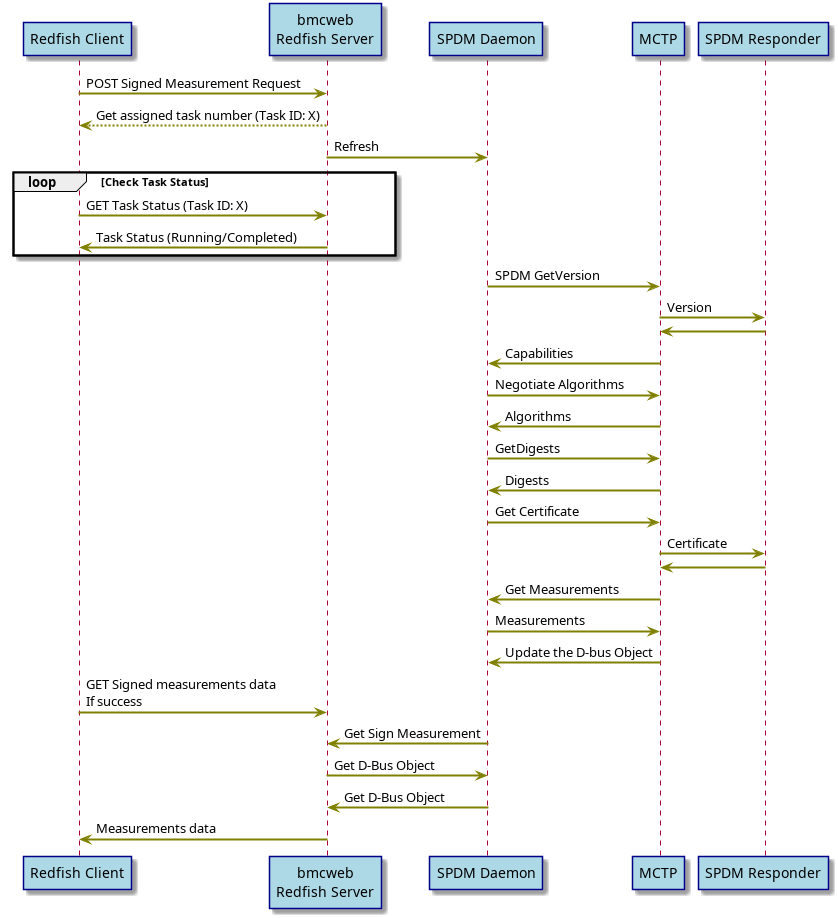 bmcweb
Redfish Client
Redfish Server
SPDM Daemon
MCTP
SPDM Responder
POST Signed Measurement Request
Get assigned task number (Task ID: X)
Refresh
loop
[Check Task Status]
GET Task Status (Task ID: X)
Task Status (Running/Completed)
SPDM GetVersion
Version
Capabilities
Negotiate Algorithms
Algorithms
GetDigests
Digests
Get Certificate
Certificate
Get Measurements
Measurements
Update the D-bus Object
GET Signed measurements data
If success
Get Sign Measurement
Get D-Bus Object
Get D-Bus Object
Measurements data
Redfish Client
bmcweb
Redfish Server
SPDM Daemon
MCTP
SPDM Responder